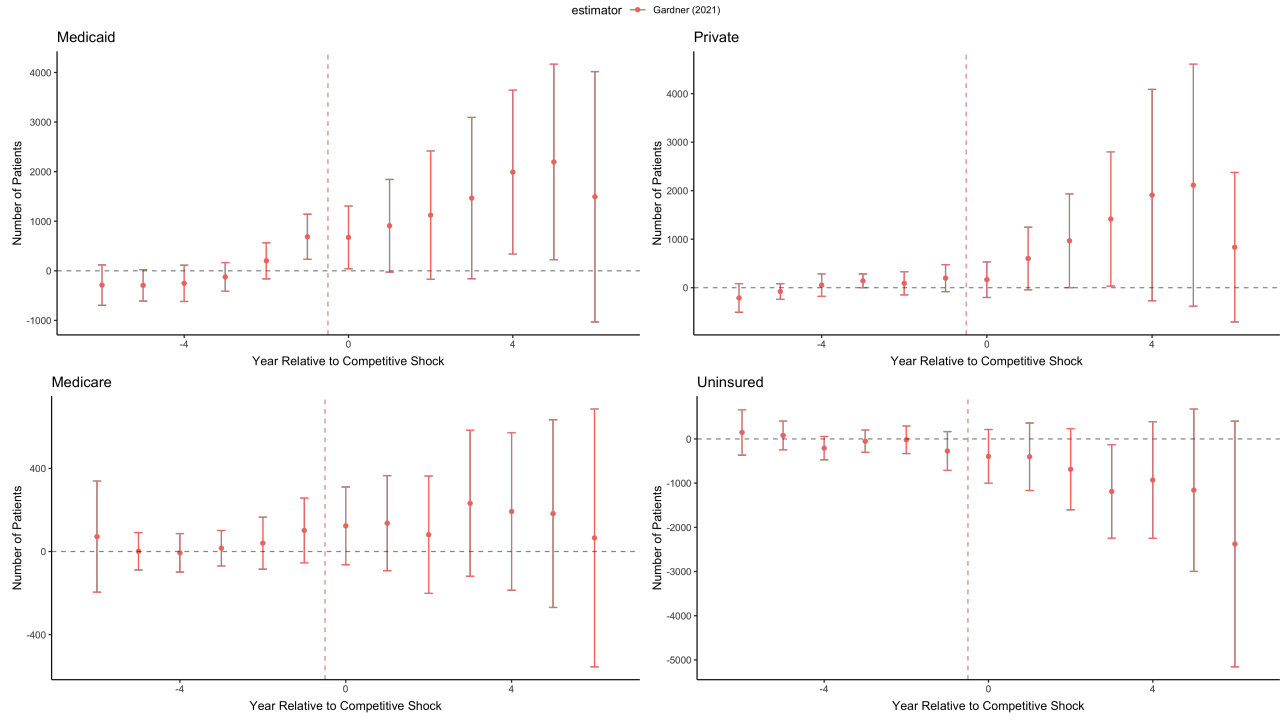 estimator Gardner (2021)
Medicaid
Number of Patients
4000
3000
2000
1000
0
-1000
-4 0 4
Year Relative to Competitive Shock
Private
Number of Patients
4000
3000
2000
1000
0
-4 0 4
Year Relative to Competitive Shock
Medicare
Number of Patients
400
0
-400
-4 0 4
Year Relative to Competitive Shock
Uninsured
Number of Patients
0
-1000
-2000
-3000
-4000
-5000
-4 0 4
Year Relative to Competitive Shock